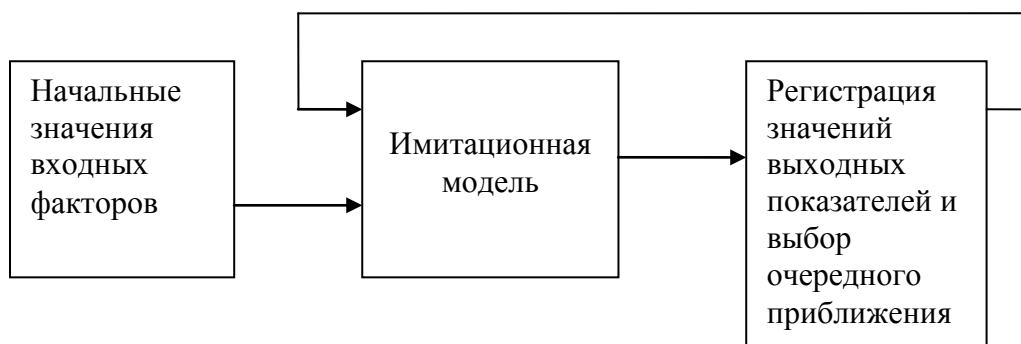 Начальные
значения
входных
факторов
Имитационная
модель
Регистрация
значений
выходных
показателей и
выбор
очередного
приближения